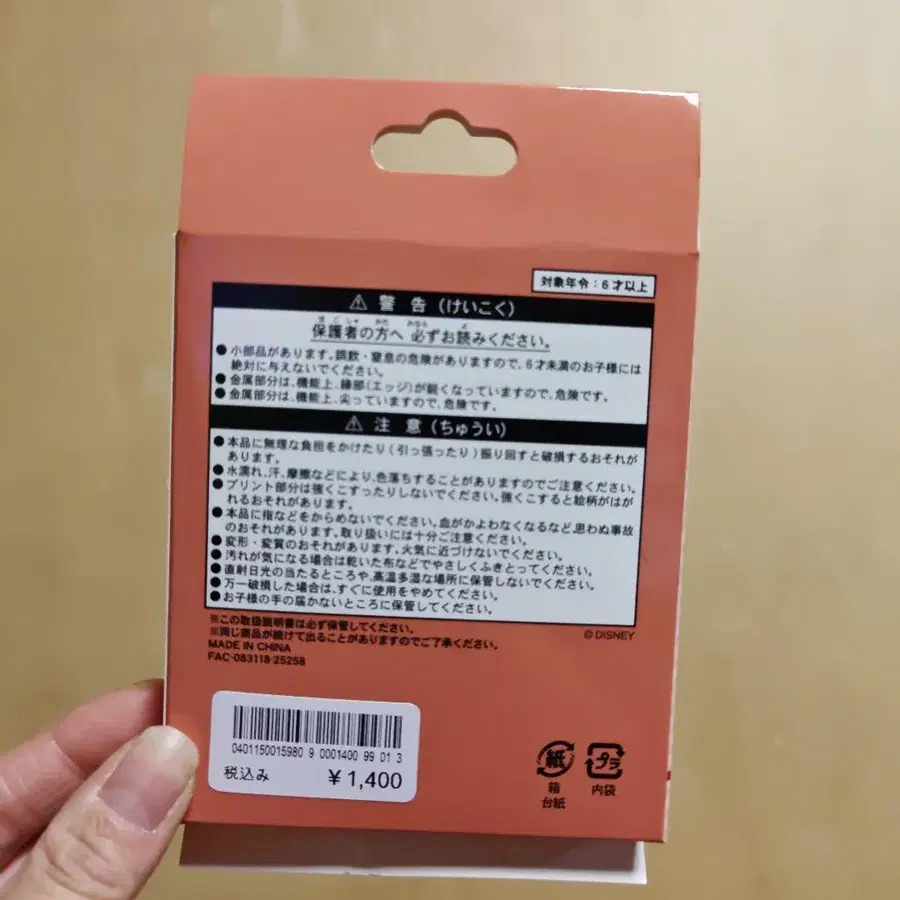 対象年令：6才以上
⚠ 警 告 (けいこく)
保護者の方へ 必ずお読みください。
●小部品があります。誤飲・窒息の危険がありますので、6才未満のお子様には
絶対に与えないでください。
●金属部分は、機能上、縁部(エッジ)が鋭くなっていますので、危険です。
●金属部分は、機能上、尖っていますので、危険です。
⚠ 注 意 (ちゅうい)
●本品に無理な負担をかけたり(引っ張ったり)振り回すと破損するおそれが
あります。
●水濡れ、汗、摩擦などにより、色落ちすることがありますのでご注意ください。
●プリント部分は強くこすったりしないでください。強くこすると絵柄がはが
れるおそれがあります。
●本品に指などをからめないでください。血がかよわなくなるなど、思わぬ事故
のおそれがあります。取り扱いには十分ご注意ください。
●変形・変質のおそれがあります。火気に近づけないでください。
●汚れが気になる場合は乾いた布などでやさしくふきとってください。
●直射日光の当たるところや、高温多湿な場所に保管しないでください。
●万一破損した場合は、すぐに使用をやめてください。
●お子様の手の届かないところに保管してください。
※この取扱説明書は必ず保管してください。
※同じ商品が続けて出ることがありますのでご了承ください。
MADE IN CHINA
FAC-083118-25258
© DISNEY
0401150015980 9 0001400 99 01 3
税込み ¥1,400
紙
箱
台紙
プラ
内袋